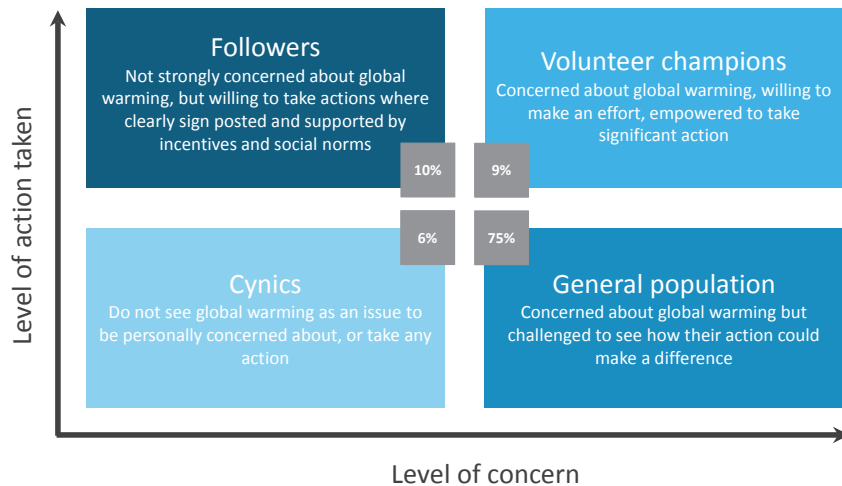 Followers
Not strongly concerned about global
warming, but willing to take actions where
clearly sign posted and supported by
incentives and social norms
10%
Volunteer champions
Concerned about global warming, willing to
make an effort, empowered to take
significant action
9%
6%
Cynics
Do not see global warming as an issue to
be personally concerned about, or take any
action
75%
General population
Concerned about global warming but
challenged to see how their action could
make a difference
Level of action taken
Level of concern